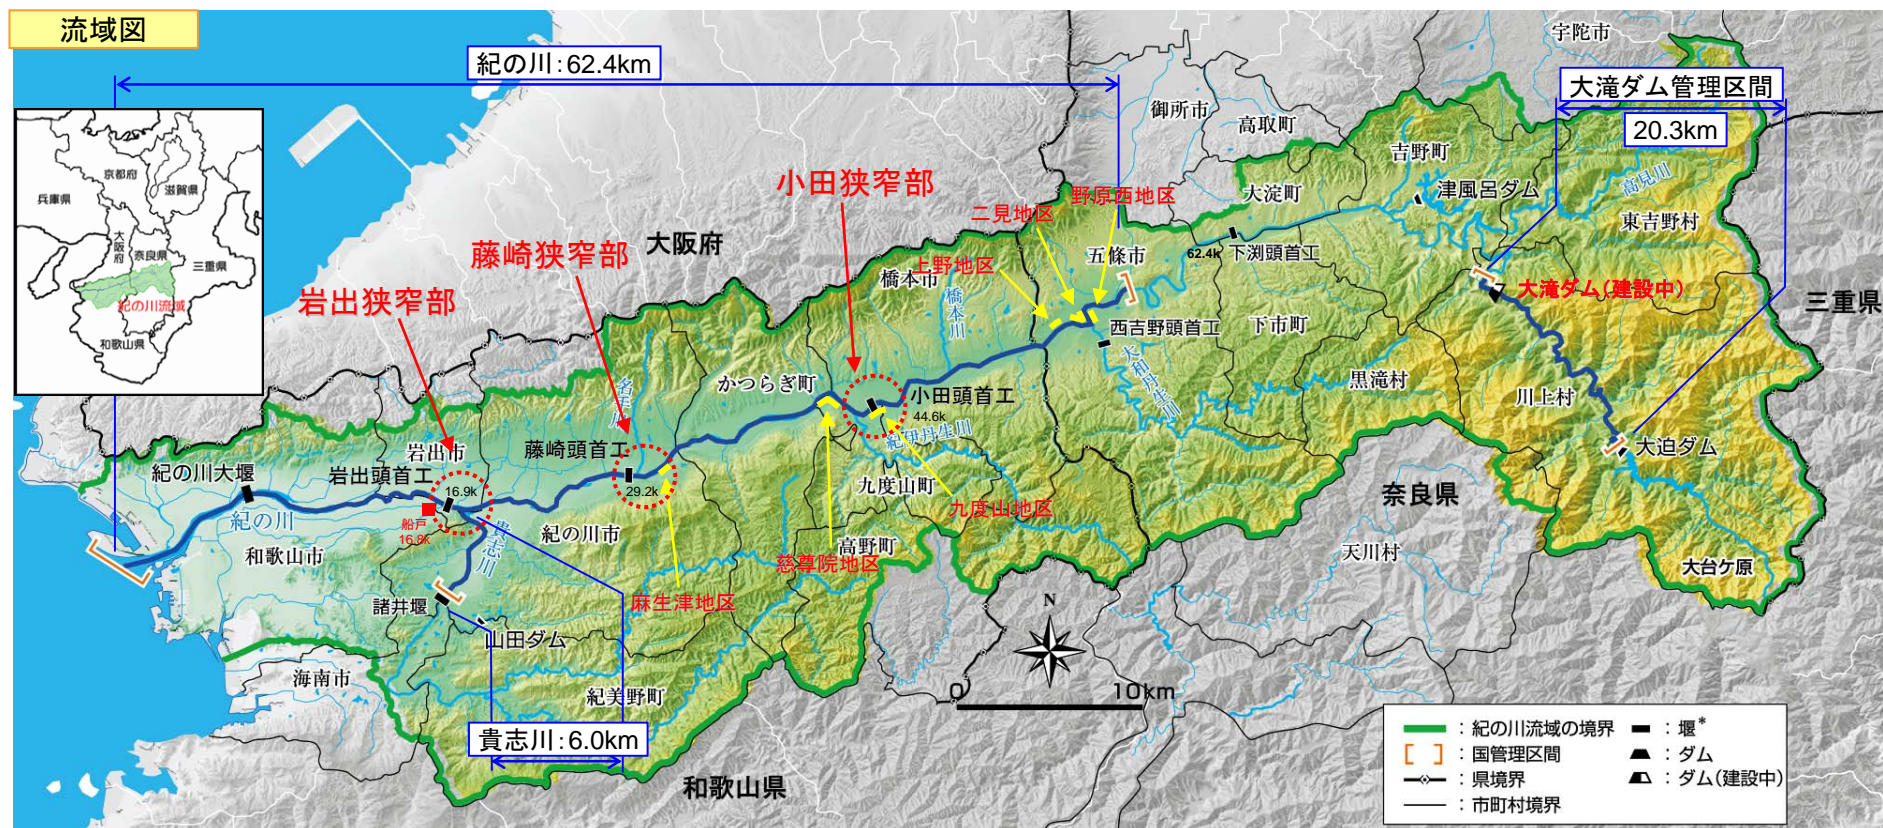 流域図
紀の川:62.4km
大滝ダム管理区間
20.3km
宇陀市
御所市
高取町
吉野町
大淀町
津風呂ダム
高見川
東吉野村
京都府
滋賀県
兵庫県
大阪府
奈良県
三重県
紀の川流域
和歌山県
小田狭窄部
藤崎狭窄部
岩出狭窄部
大阪府
二見地区
野原西地区
上野地区
五條市
62.4k
下渕頭首工
橋本市
橋本川
西吉野頭首工
大和丹生川
下市町
大滝ダム(建設中)
三重県
黒滝村
川上村
大迫ダム
かつらぎ町
小田頭首工
44.6k
紀伊丹生川
名手川
岩出市
藤崎頭首工
29.2k
紀の川大堰
岩出頭首工
16.9k
船戸
16.8k
紀の川
和歌山市
貴志川
紀の川市
九度山町
九度山地区
奈良県
高野町
慈尊院地区
麻生津地区
天川村
大台ケ原
諸井堰
山田ダム
海南市
紀美野町
N
0
10km
貴志川:6.0km
和歌山県
:紀の川流域の境界
:堰*
:国管理区間
:ダム
:県境界
:ダム(建設中)
:市町村境界